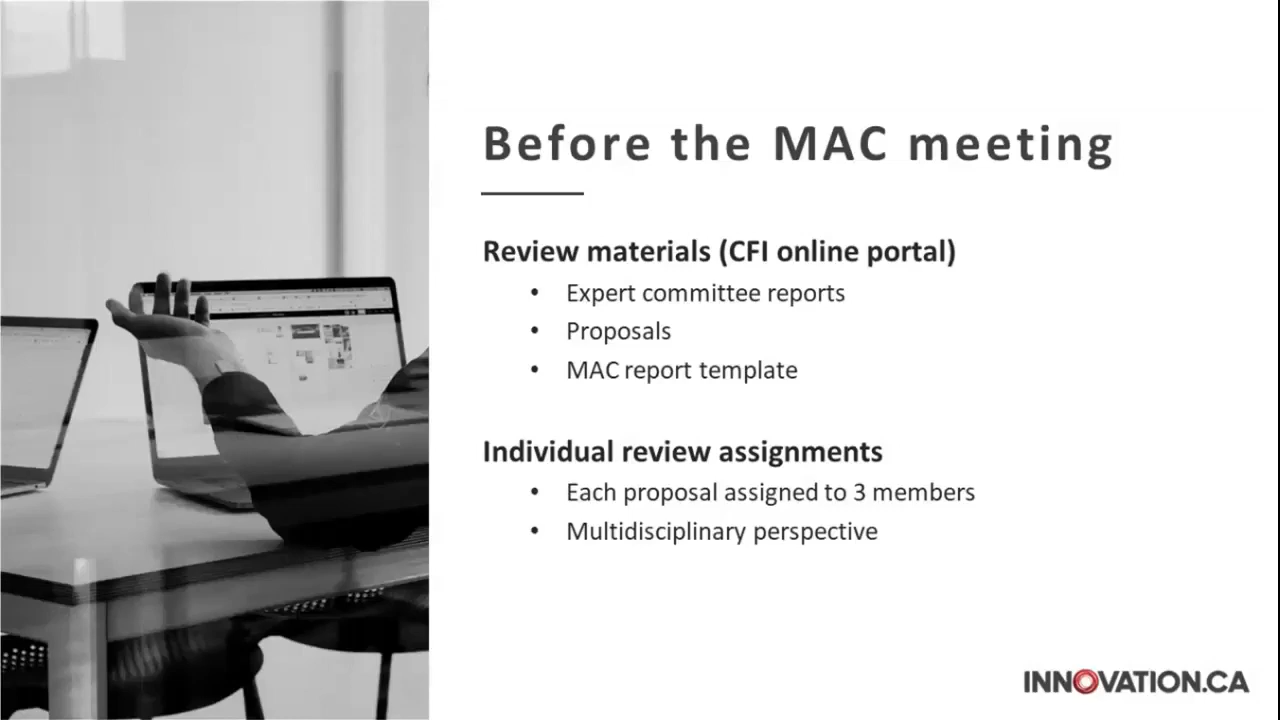 Before the MAC meeting
Review materials (CFI online portal)
• Expert committee reports
• Proposals
• MAC report template
Individual review assignments
• Each proposal assigned to 3 members
• Multidisciplinary perspective
INNOVATION.CA